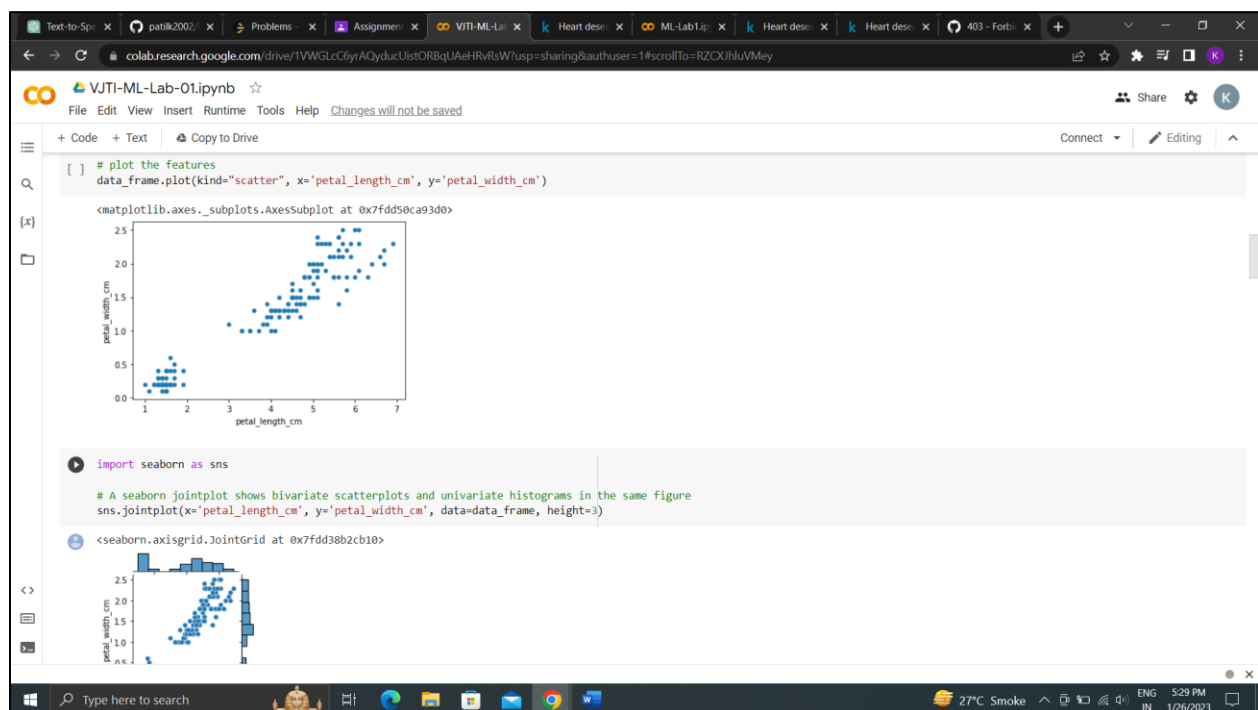 Text-to-Spe
patilk2002/
Problems -
Assignment
VJTI-ML-La
Heart dese
ML-Lab1.ip
Heart desea
Heart desea
403 - Forbi
colab.research.google.com/drive/1VWGLcC6yrAQyducUistORBqUAeHRvRsW?usp=sharing&authuser=1#scrollTo=RZCXJhluVMey
K
CO VJTI-ML-Lab-01.ipynb
File Edit View Insert Runtime Tools Help Changes will not be saved
Share K
+ Code + Text Copy to Drive
Connect Editing
{x}
[ ] # plot the features
data_frame.plot(kind="scatter", x='petal_length_cm', y='petal_width_cm')
<matplotlib.axes._subplots.AxesSubplot at 0x7fdd50ca93d0>
2.5
2.0
1.5
1.0
0.5
0.0
petal_width_cm
1 2 3 4 5 6 7
petal_length_cm
import seaborn as sns
# A seaborn jointplot shows bivariate scatterplots and univariate histograms in the same figure
sns.jointplot(x='petal_length_cm', y='petal_width_cm', data=data_frame, height=3)
<seaborn.axisgrid.JointGrid at 0x7fdd38b2cb10>
2.5
2.0
1.5
1.0
0.5
petal_width_cm
Type here to search
27°C Smoke
ENG
IN
5:29 PM
1/26/2023